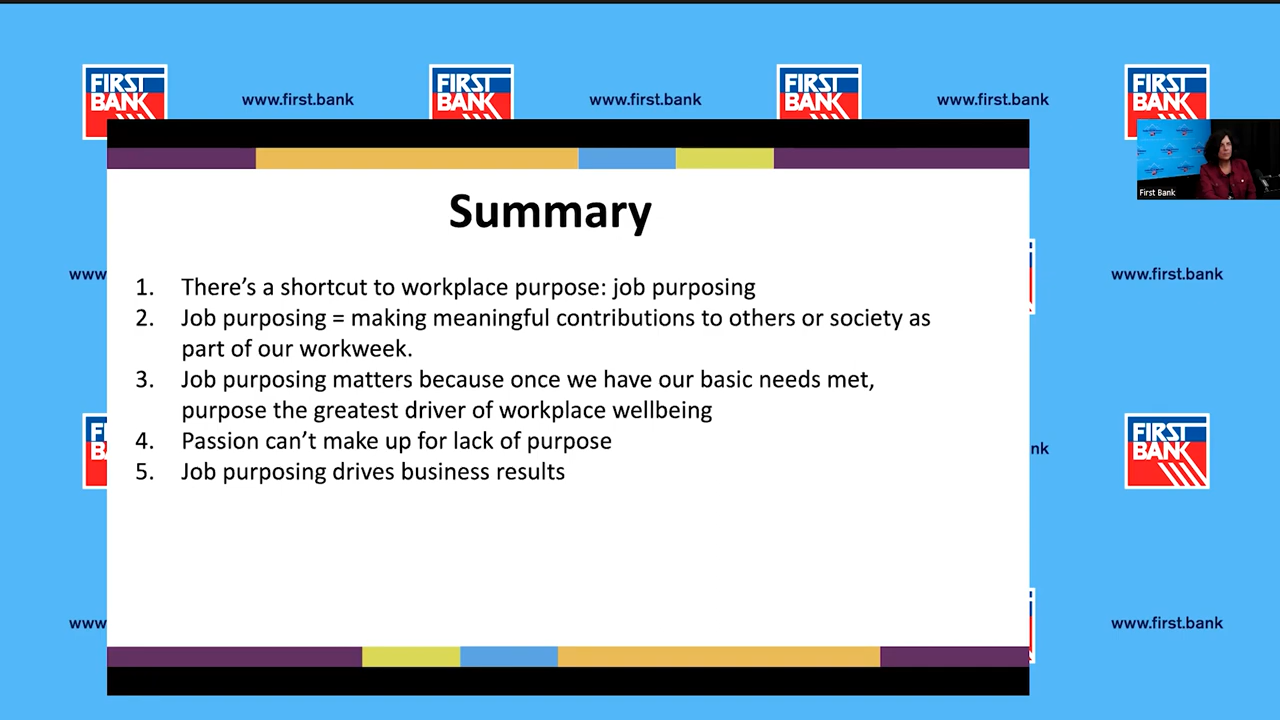 FIRST BANK
www.first.bank
FIRST BANK
www.first.bank
FIRST BANK
www.first.bank
FIRST BANK
First Bank
Summary
www.
www.first.bank
1. There's a shortcut to workplace purpose: job purposing
2. Job purposing = making meaningful contributions to others or society as
part of our workweek.
3. Job purposing matters because once we have our basic needs met,
purpose the greatest driver of workplace wellbeing
4. Passion can't make up for lack of purpose
5. Job purposing drives business results
nk
FIRST BANK
www.
www.first.bank